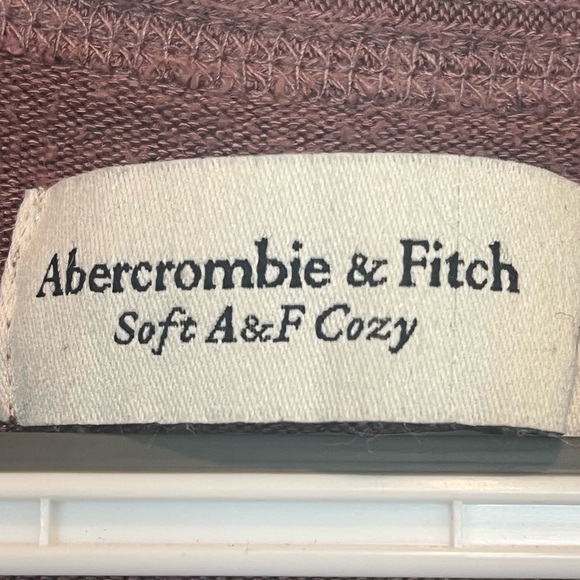 Abercrombie & Fitch
Soft A&F Cozy